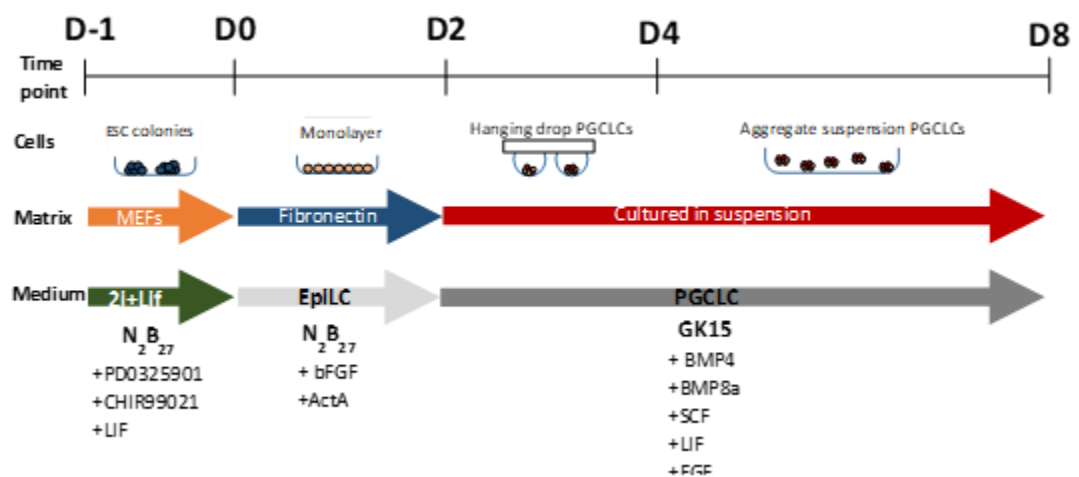 D-1 D0 D2 D4 D8
Time
point
Cells
ESC colonies
Monolayer
Hanging drop PGCLCs
Aggregate suspension PGCLCs
Matrix
MEFs
Fibronectin
Cultured in suspension
Medium
2i+Lif
EpiLC
PGCLC
N2B27
+PD0325901
+CHIR99021
+LIF
N2B27
+ bFGF
+ActA
GK15
+ BMP4
+BMP8a
+SCF
+LIF